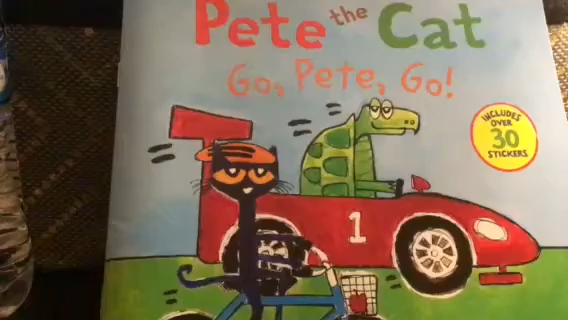 Pete the Cat
Go, Pete, Go!
INCLUDES
OVER
30
STICKERS
1